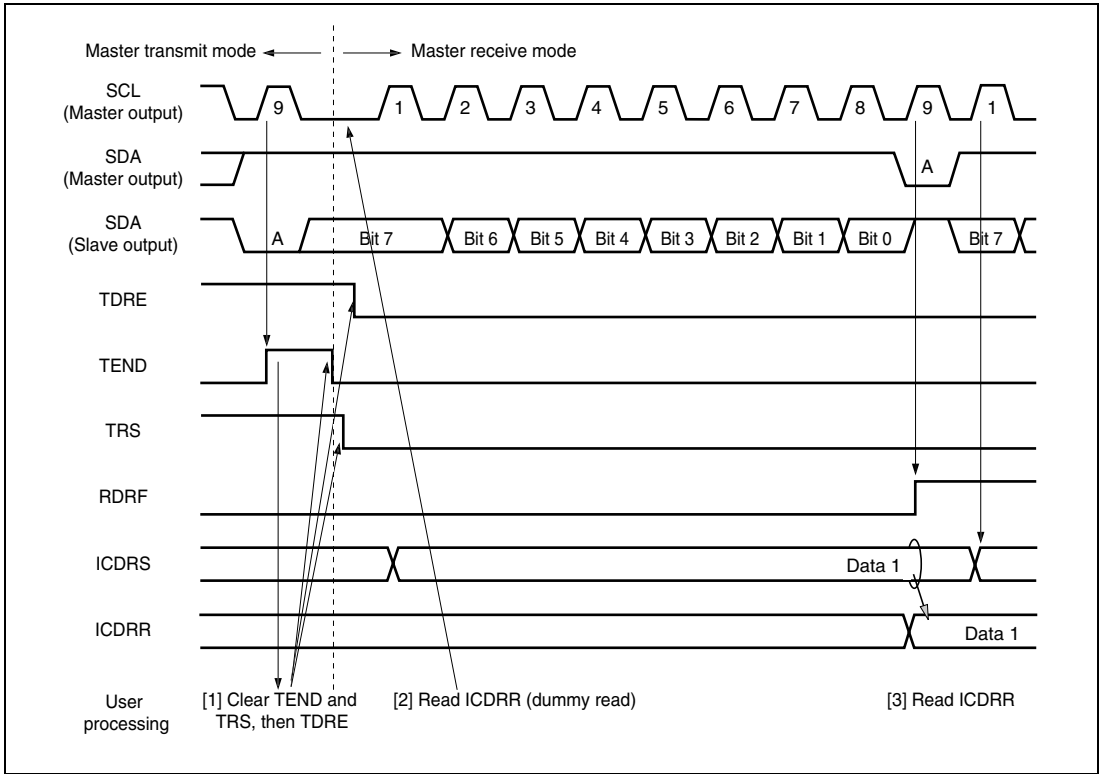 Master transmit mode
Master receive mode
SCL
(Master output)
9
1
2
3
4
5
6
7
8
9
1
SDA
(Master output)
A
SDA
(Slave output)
A
Bit 7
Bit 6
Bit 5
Bit 4
Bit 3
Bit 2
Bit 1
Bit 0
Bit 7
TDRE
TEND
TRS
RDRF
ICDRS
Data 1
ICDRR
Data 1
User
processing
[1] Clear TEND and
TRS, then TDRE
[2] Read ICDRR (dummy read)
[3] Read ICDRR